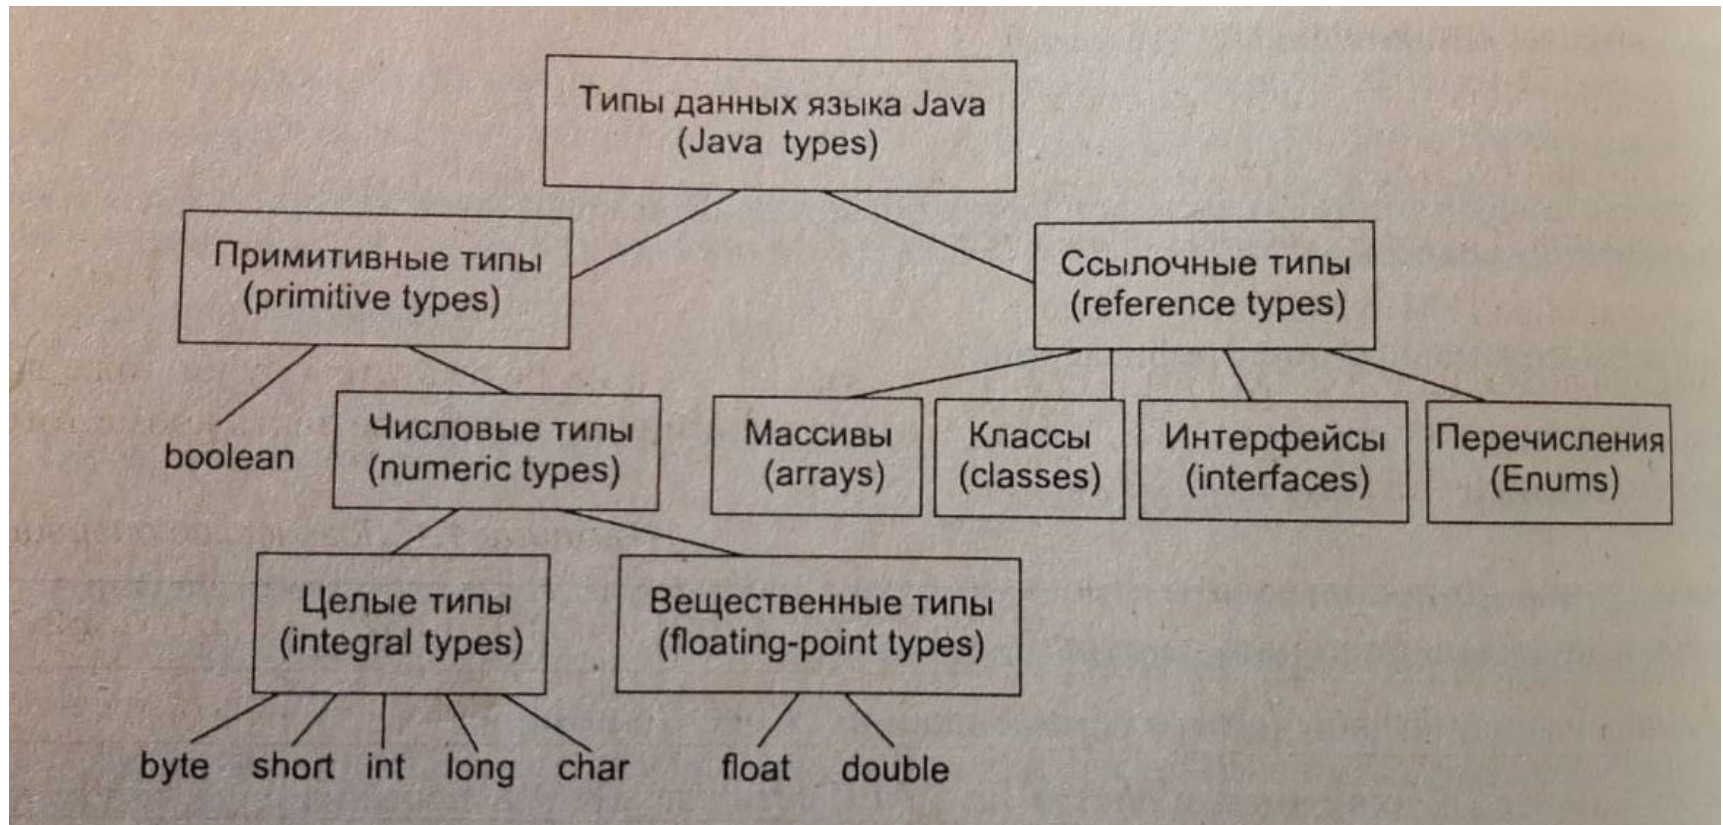 Типы данных языка Java
(Java types)
Примитивные типы
(primitive types)
Ссылочные типы
(reference types)
boolean
Числовые типы
(numeric types)
Массивы
(arrays)
Классы
(classes)
Интерфейсы
(interfaces)
Перечисления
(Enums)
Целые типы
(integral types)
Вещественные типы
(floating-point types)
byte short int long char float double